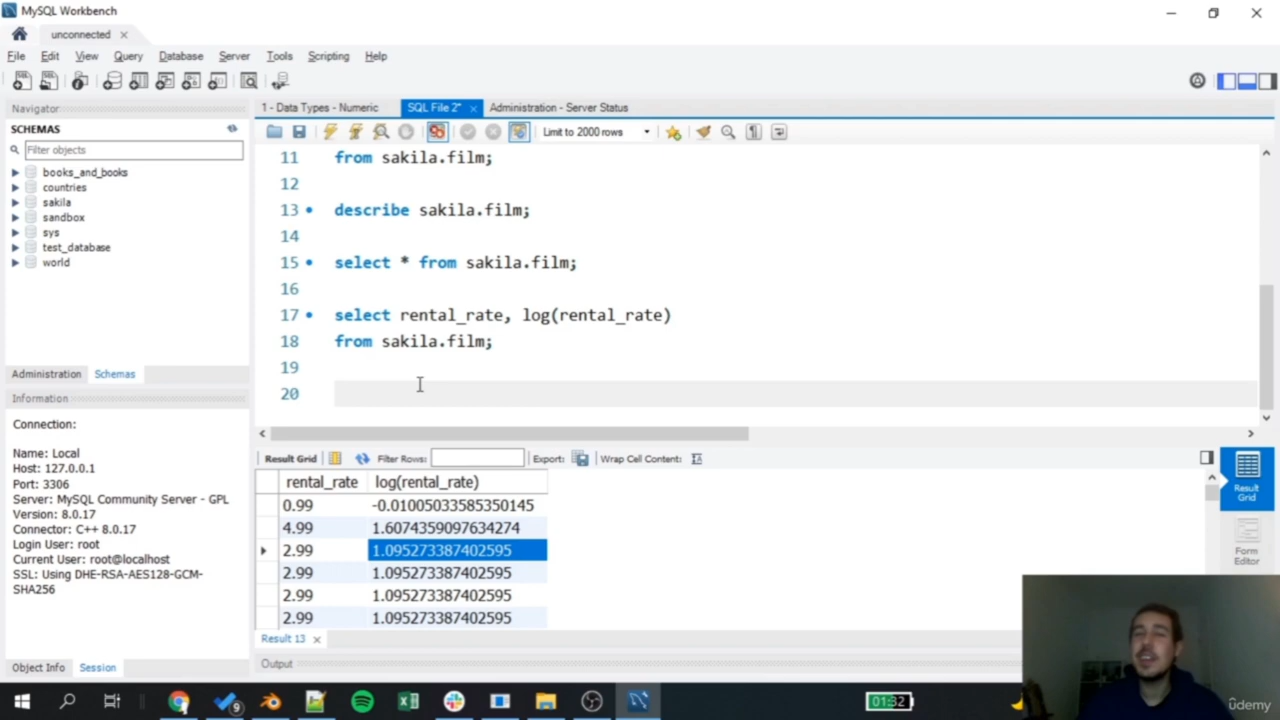 MySQL Workbench
unconnected
File Edit View Query Database Server Tools Scripting Help
Navigator
SCHEMAS
Filter objects
books_and_books
countries
sakila
sandbox
sys
test_database
world
Administration Schemas
Information
Connection:
Name: Local
Host: 127.0.0.1
Port: 3306
Server: MySQL Community Server - GPL
Version: 8.0.17
Connector: C++ 8.0.17
Login User: root
Current User: root@localhost
SSL: Using DHE-RSA-AES128-GCM-
SHA256
Object Info Session
1 - Data Types - Numeric SQL File 2* Administration - Server Status
Limit to 2000 rows
11 from sakila.film;
12
13 describe sakila.film;
14
15 select * from sakila.film;
16
17 select rental_rate, log(rental_rate)
18 from sakila.film;
19
20
Result Grid Filter Rows: Export: Wrap Cell Content:
rental_rate log(rental_rate)
0.99 -0.01005033585350145
4.99 1.6074359097634274
2.99 1.095273387402595
2.99 1.095273387402595
2.99 1.095273387402595
2.99 1.095273387402595
Result
Grid
Form
Editor
Result 13
Output
9
01:32
ûdemy